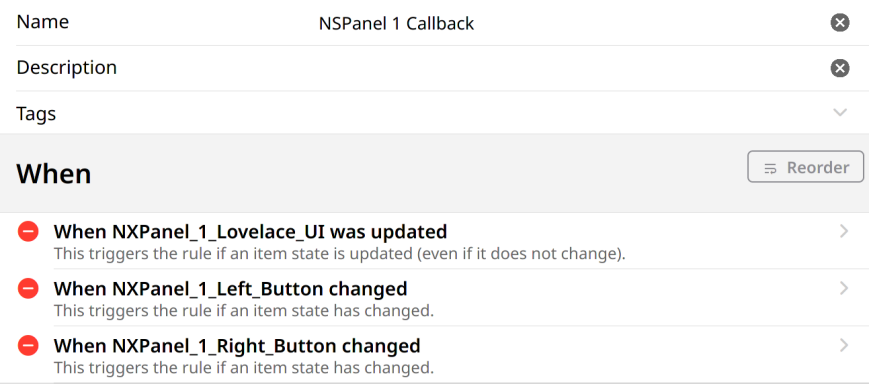 Name NSPanel 1 Callback
Description
Tags
When
Reorder
When NXPanel_1_Lovelace_UI was updated
This triggers the rule if an item state is updated (even if it does not change).
When NXPanel_1_Left_Button changed
This triggers the rule if an item state has changed.
When NXPanel_1_Right_Button changed
This triggers the rule if an item state has changed.